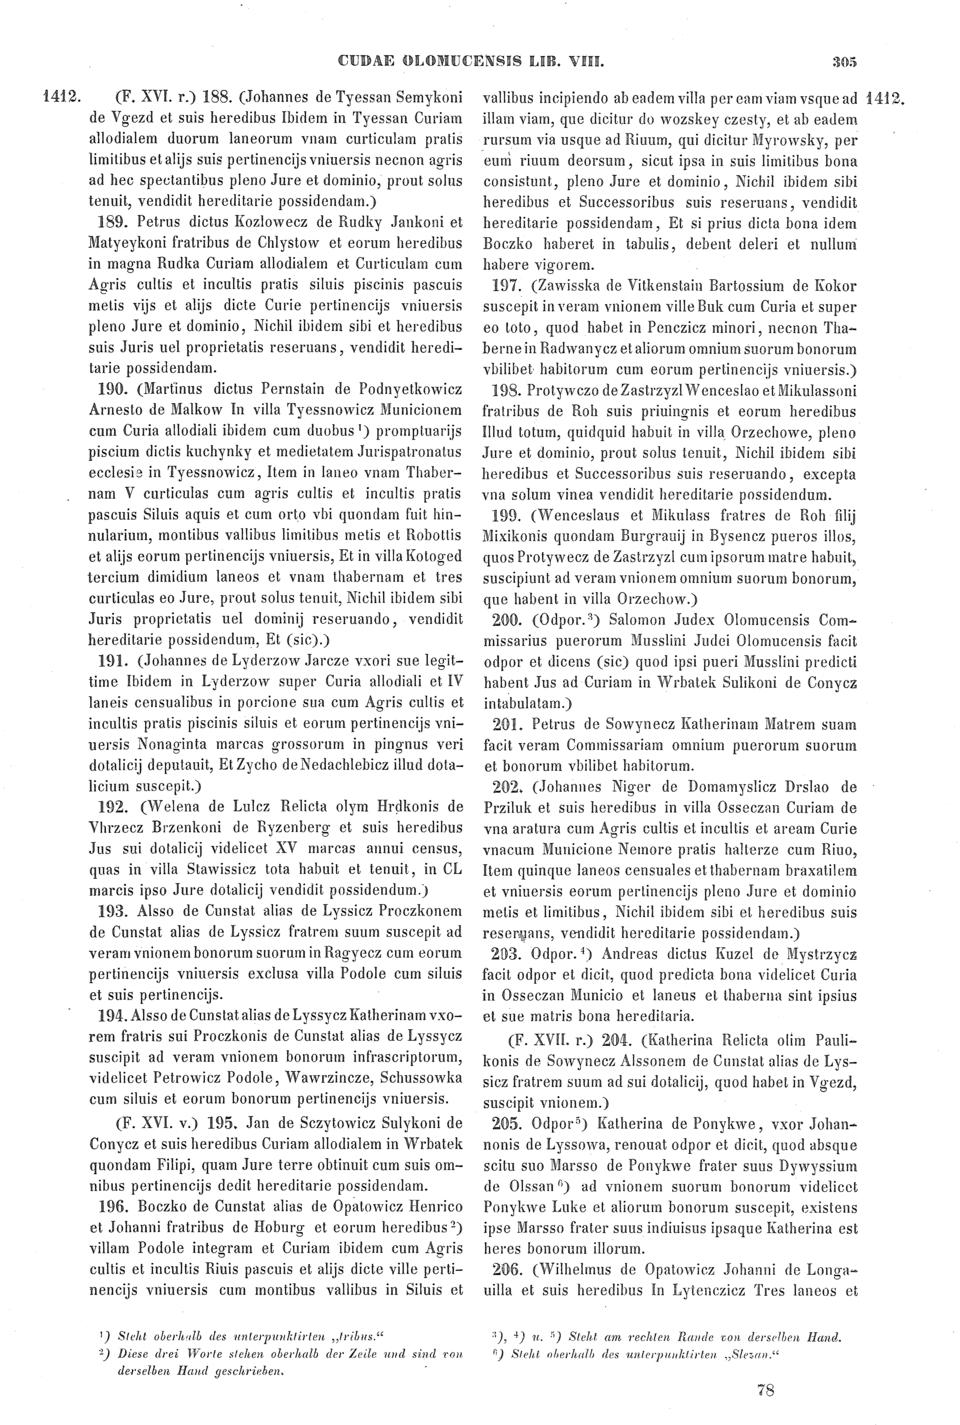 CUDAE OLOMUCENSIS LIB. VIII. 305
1412. (F. XVI. r.) 188. (Johannes de Tyessan Semykoni
de Vgezd et suis heredibus Ibidem in Tyessan Curiam
allodialem duorum laneorum vnam curticulam pratis
limitibus et alijs suis pertinencijs vniuersis necnon agris
ad hec spectantibus pleno Jure et dominio, prout solus
tenuit, vendidit hereditarie possidendam.)
189. Petrus dictus Kozlowecz de Rudky Jankoni et
Matyeykoni fratribus de Chlystow et eorum heredibus
in magna Rudka Curiam allodialem et Curticulam cum
Agris cultis et incultis pratis siluis piscinis pascuis
metis vijs et alijs dicte Curie pertinencijs vniuersis
pleno Jure et dominio, Nichil ibidem sibi et heredibus
suis Juris uel proprietatis reseruans, vendidit heredi-
tarie possidendam.
190. (Martinus dictus Pernstain de Podnyetkowicz
Arnesto de Malkow In villa Tyessnowicz Municionem
cum Curia allodiali ibidem cum duobus ¹) promptuarijs
piscium dictis kuchynky et medietatem Jurispatronatus
ecclesie in Tyessnowicz, Item in laneo vnam Thaber-
nam V curticulas cum agris cultis et incultis pratis
pascuis Siluis aquis et cum orto vbi quondam fuit hin-
nularium, montibus vallibus limitibus metis et Robottis
et alijs eorum pertinencijs vniuersis, Et in villa Kotoged
tercium dimidium laneos et vnam thabernam et tres
curticulas eo Jure, prout solus tenuit, Nichil ibidem sibi
Juris proprietatis uel dominij reseruando, vendidit
hereditarie possidendum, Et (sic).)
191. (Johannes de Lyderzow Jarcze vxori sue legit-
time Ibidem in Lyderzow super Curia allodiali et IV
laneis censualibus in porcione sua cum Agris cultis et
incultis pratis piscinis siluis et eorum pertinencijs vni-
uersis Nonaginta marcas grossorum in pingnus veri
dotalicij deputauit, Et Zycho de Nedachlebicz illud dota-
licium suscepit.)
192. (Welena de Lulcz Relicta olym Hrdkonis de
Vhrzecz Brzenkoni de Ryzenberg et suis heredibus
Jus sui dotalicij videlicet XV marcas annui census,
quas in villa Stawissicz tota habuit et tenuit, in CL
marcis ipso Jure dotalicij vendidit possidendum.)
193. Alsso de Cunstat alias de Lyssicz Proczkonem
de Cunstat alias de Lyssicz fratrem suum suscepit ad
veram vnionem bonorum suorum in Ragyecz cum eorum
pertinencijs vniuersis exclusa villa Podole cum siluis
et suis pertinencijs.
194. Alsso de Cunstat alias de Lyssycz Katherinam vxo-
rem fratris sui Proczkonis de Cunstat alias de Lyssycz
suscipit ad veram vnionem bonorum infrascriptorum,
videlicet Petrowicz Podole, Wawrzincze, Schussowka
cum siluis et eorum bonorum pertinencijs vniuersis.
(F. XVI. v.) 195. Jan de Sczytowicz Sulykoni de
Conycz et suis heredibus Curiam allodialem in Wrbatek
quondam Filipi, quam Jure terre obtinuit cum suis om-
nibus pertinencijs dedit hereditarie possidendam.
196. Boczko de Cunstat alias de Opatowicz Henrico
et Johanni fratribus de Hoburg et eorum heredibus ²)
villam Podole integram et Curiam ibidem cum Agris
cultis et incultis Riuis pascuis et alijs dicte ville perti-
nencijs vniuersis cum montibus vallibus in Siluis et
vallibus incipiendo ab eadem villa per eam viam vsque ad 1412.
illam viam, que dicitur do wozskey czesty, et ab eadem
rursum via usque ad Riuum, qui dicitur Myrowsky, per
eum riuum deorsum, sicut ipsa in suis limitibus bona
consistunt, pleno Jure et dominio, Nichil ibidem sibi
heredibus et Successoribus suis reseruans, vendidit
hereditarie possidendam, Et si prius dicta bona idem
Boczko haberet in tabulis, debent deleri et nullum
habere vigorem.
197. (Zawisska de Vitkenstain Bartossium de Kokor
suscepit in veram vnionem ville Buk cum Curia et super
eo toto, quod habet in Penczicz minori, necnon Tha-
berne in Radwanycz et aliorum omnium suorum bonorum
vbilibet habitorum cum eorum pertinencijs vniuersis.)
198. Protywczo de Zastrzyzl Wenceslao et Mikulassoni
fratribus de Roh suis priuingnis et eorum heredibus
Illud totum, quidquid habuit in villa Orzechowe, pleno
Jure et dominio, prout solus tenuit, Nichil ibidem sibi
heredibus et Successoribus suis reseruando, excepta
vna solum vinea vendidit hereditarie possidendum.
199. (Wenceslaus et Mikulass fratres de Roh filij
Mixikonis quondam Burgrauij in Bysencz pueros illos,
quos Protywecz de Zastrzyzl cum ipsorum matre habuit,
suscipiunt ad veram vnionem omnium suorum bonorum,
que habent in villa Orzechow.)
200. (Odpor. ³) Salomon Judex Olomucensis Com-
missarius puerorum Musslini Judei Olomucensis facit
odpor et dicens (sic) quod ipsi pueri Musslini predicti
habent Jus ad Curiam in Wrbatek Sulikoni de Conycz
intabulatam.)
201. Petrus de Sowynecz Katherinam Matrem suam
facit veram Commissariam omnium puerorum suorum
et bonorum vbilibet habitorum.
202. (Johannes Niger de Domamyslicz Drslao de
Prziluk et suis heredibus in villa Osseczan Curiam de
vna aratura cum Agris cultis et incultis et aream Curie
vnacum Municione Nemore pratis halterze cum Riuo,
Item quinque laneos censuales et thabernam braxatilem
et vniuersis eorum pertinencijs pleno Jure et dominio
metis et limitibus, Nichil ibidem sibi et heredibus suis
reseruans, vendidit hereditarie possidendam.)
203. Odpor. ⁴) Andreas dictus Kuzel de Mystrzycz
facit odpor et dicit, quod predicta bona videlicet Curia
in Osseczan Municio et laneus et thaberna sint ipsius
et sue matris bona hereditaria.
(F. XVII. r.) 204. (Katherina Relicta olim Pauli-
konis de Sowynecz Alssonem de Cunstat alias de Lys-
sicz fratrem suum ad sui dotalicij, quod habet in Vgezd,
suscipit vnionem.)
205. Odpor ⁵) Katherina de Ponykwe, vxor Johan-
nonis de Lyssowa, renouat odpor et dicit, quod absque
scitu suo Marsso de Ponykwe frater suus Dywyssium
de Olssan ⁶) ad vnionem suorum bonorum videlicet
Ponykwe Luke et aliorum bonorum suscepit, existens
ipse Marsso frater suus indiuisus ipsaque Katherina est
heres bonorum illorum.
206. (Wilhelmus de Opatowicz Johanni de Longa-
uilla et suis heredibus In Lytenczicz Tres laneos et
¹) Steht oberhalb des unterpunktirten „tribus.“
²) Diese drei Worte stehen oberhalb der Zeile und sind von
derselben Hand geschrieben.
³), ⁴) u. ⁵) Steht am rechten Rande von derselben Hand.
⁶) Steht oberhalb des unterpunktirten „Slezan.“
78